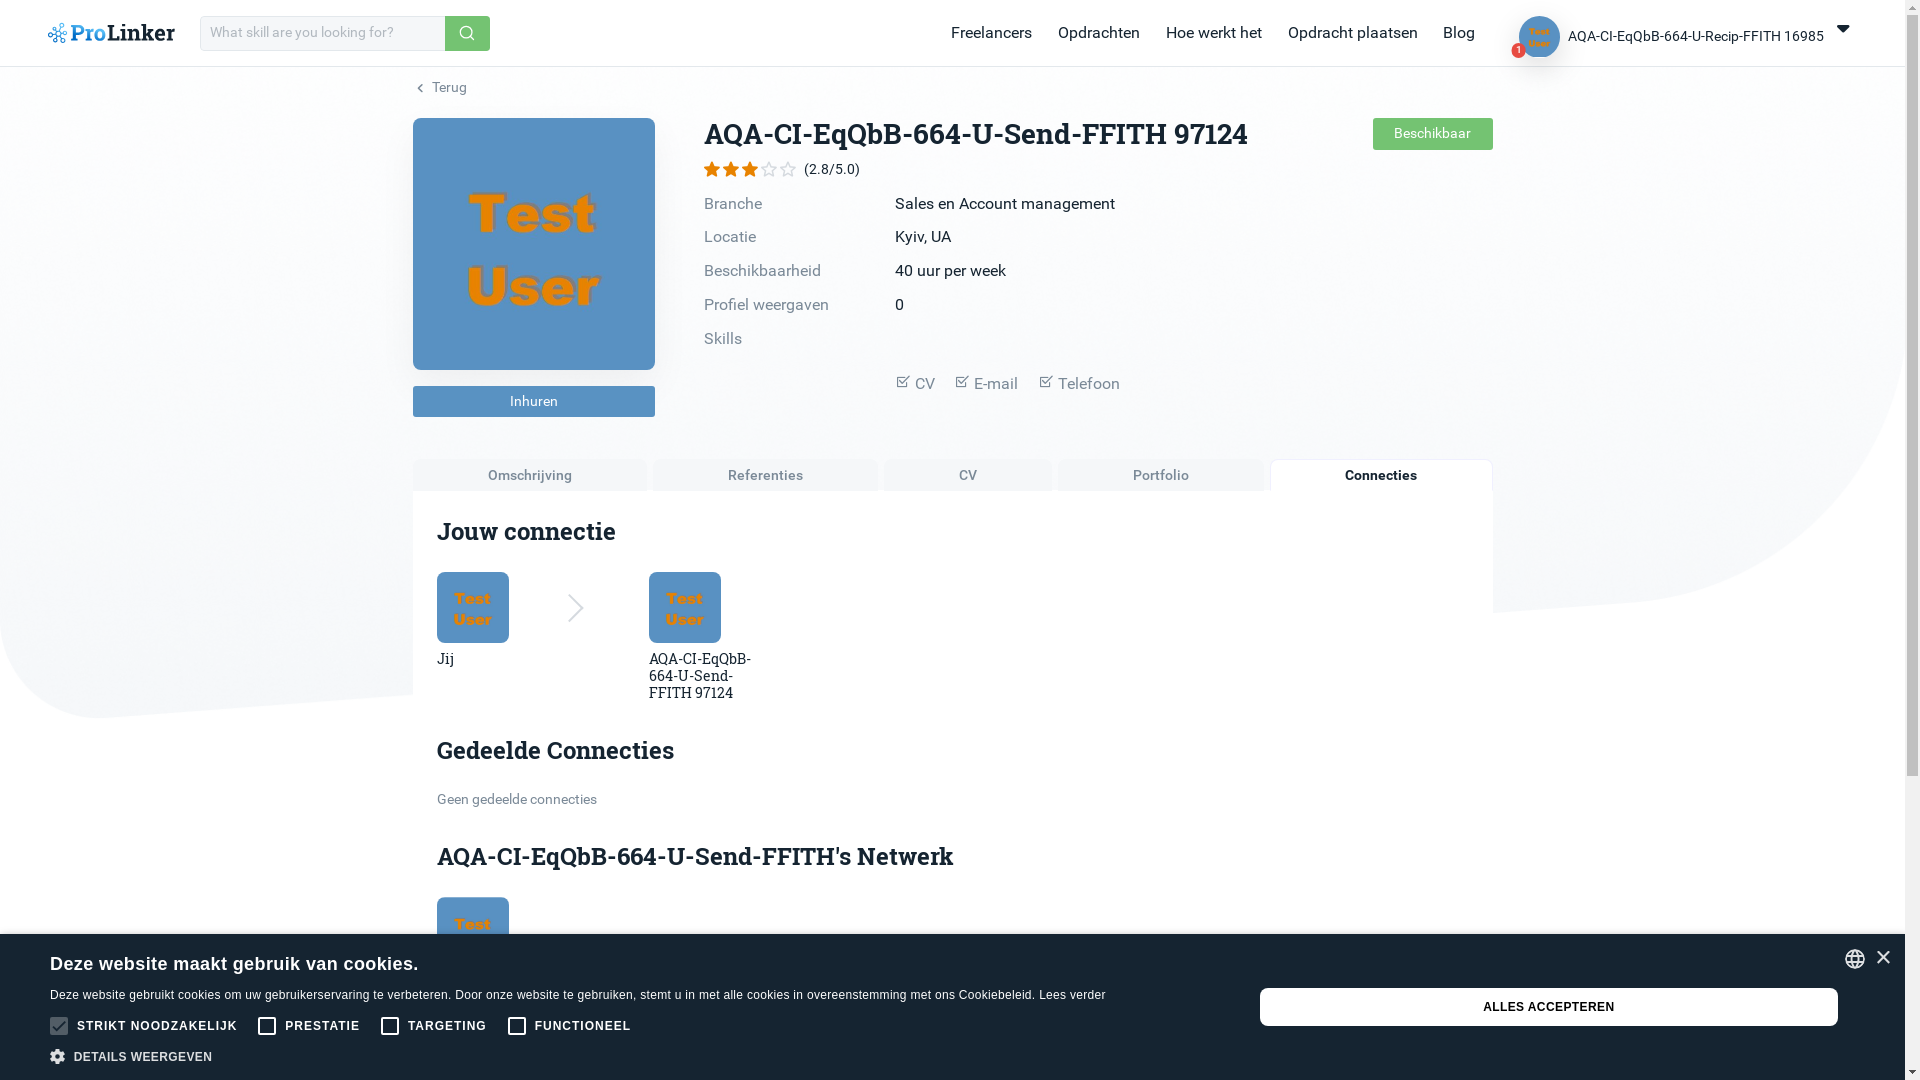 ProLinker
What skill are you looking for?
Freelancers
Opdrachten
Hoe werkt het
Opdracht plaatsen
Blog
Test
User
1
AQA-CI-EqQbB-664-U-Recip-FFITH 16985
Terug
Test
User
AQA-CI-EqQbB-664-U-Send-FFITH 97124
Beschikbaar
(2.8/5.0)
Branche
Sales en Account management
Locatie
Kyiv, UA
Beschikbaarheid
40 uur per week
Profiel weergaven
0
Skills
CV
E-mail
Telefoon
Inhuren
Omschrijving
Referenties
CV
Portfolio
Connecties
Jouw connectie
Test
User
Test
User
Jij
AQA-CI-EqQbB-
664-U-Send-
FFITH 97124
Gedeelde Connecties
Geen gedeelde connecties
AQA-CI-EqQbB-664-U-Send-FFITH's Netwerk
Test
Deze website maakt gebruik van cookies.
Deze website gebruikt cookies om uw gebruikerservaring te verbeteren. Door onze website te gebruiken, stemt u in met alle cookies in overeenstemming met ons Cookiebeleid. Lees verder
STRIKT NOODZAKELIJK
PRESTATIE
TARGETING
FUNCTIONEEL
DETAILS WEERGEVEN
ALLES ACCEPTEREN